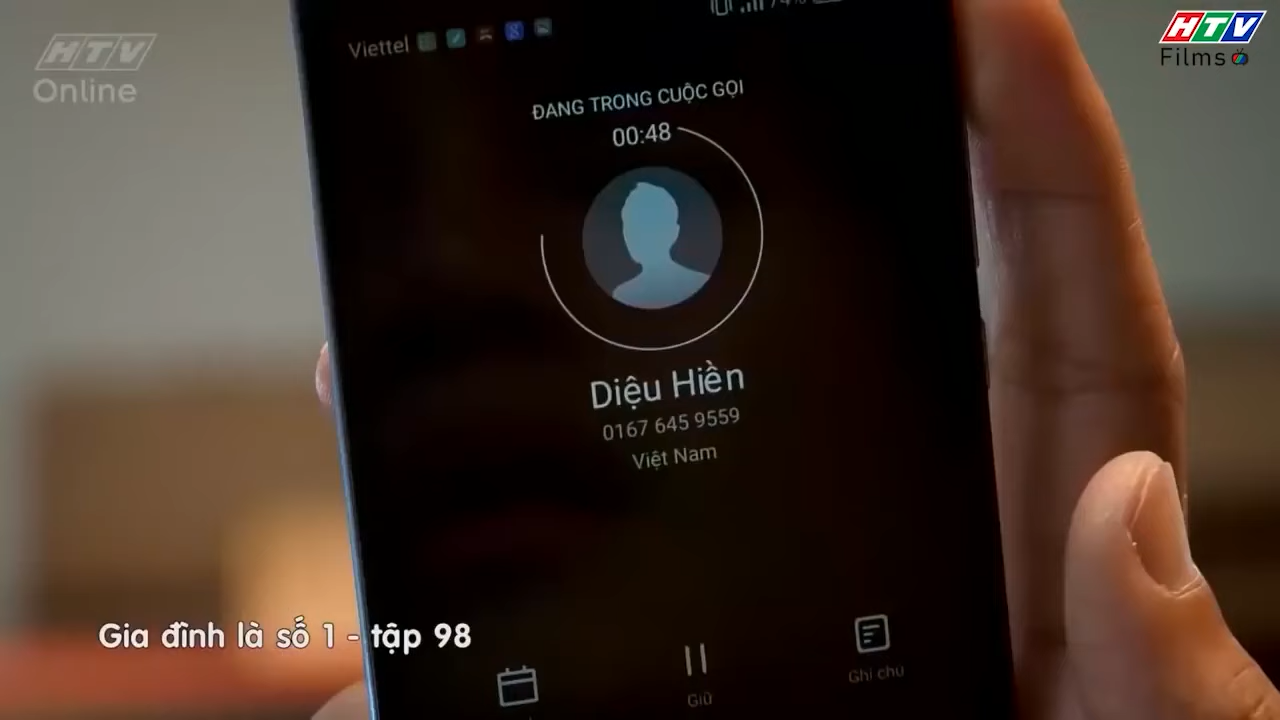 HTV
Online
HTV
Films
Viettel
74%
ĐANG TRONG CUỘC GỌI
00:48
Diệu Hiền
0167 645 9559
Việt Nam
Gia đình là số 1 - tập 98
Giữ
Ghi chú